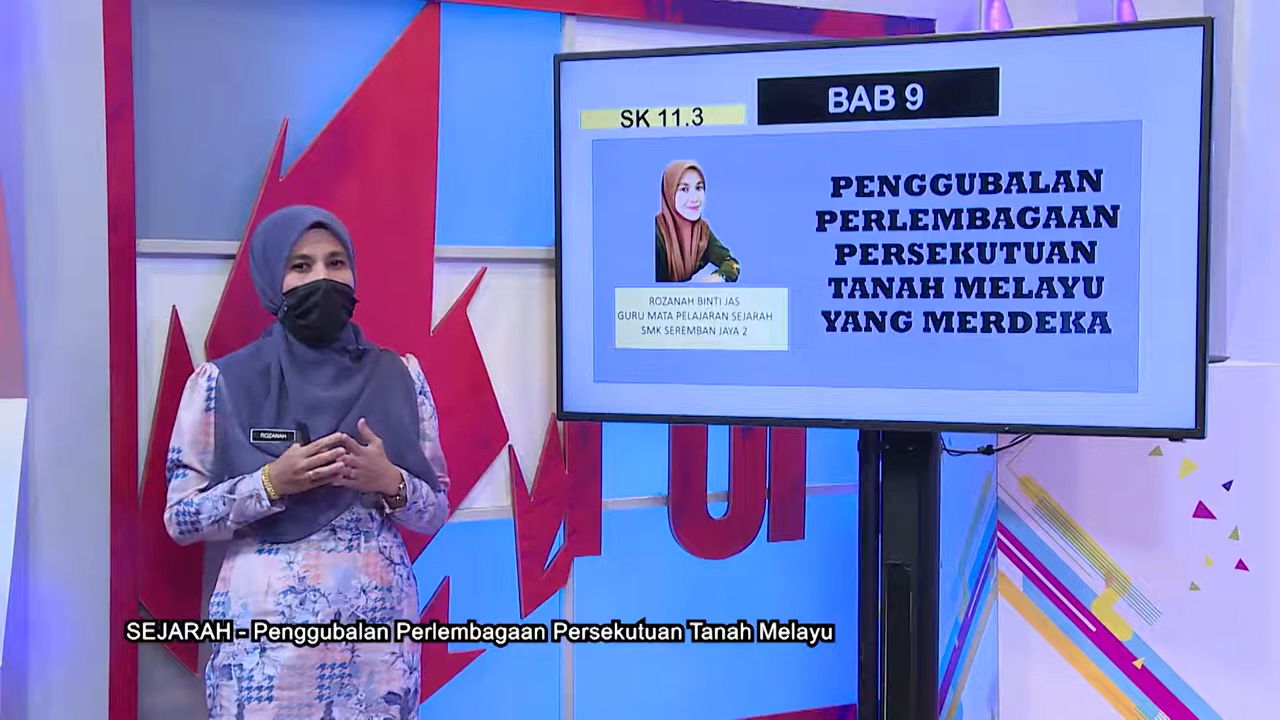 SK 11.3
BAB 9
PENGGUBALAN
PERLEMBAGAAN
PERSEKUTUAN
TANAH MELAYU
YANG MERDEKA
ROZANAH BINTI JAS
GURU MATA PELAJARAN SEJARAH
SMK SEREMBAN JAYA 2
ROZANAH
SEJARAH - Penggubalan Perlembagaan Persekutuan Tanah Melayu